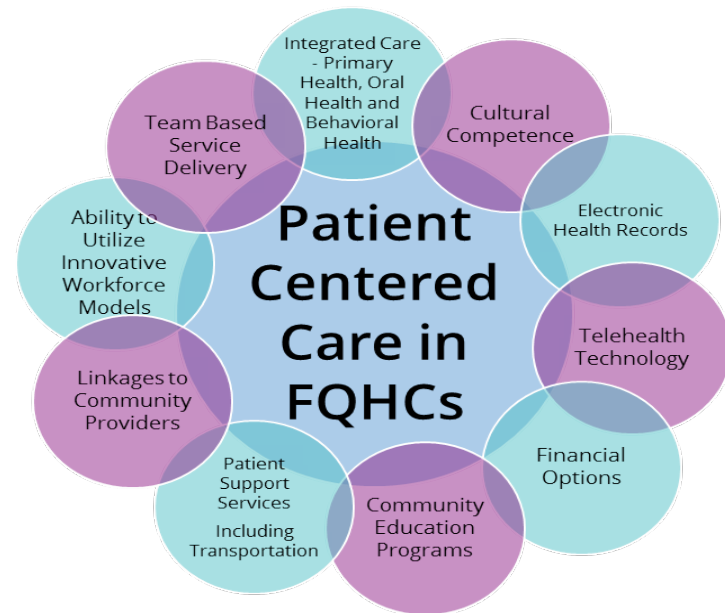 Integrated Care
- Primary
Health, Oral
Health and
Behavioral
Health
Cultural
Competence
Electronic
Health Records
Telehealth
Technology
Financial
Options
Community
Education
Programs
Patient
Support
Services
Including
Transportation
Linkages to
Community
Providers
Ability to
Utilize
Innovative
Workforce
Models
Team Based
Service
Delivery
Patient
Centered
Care in
FQHCs